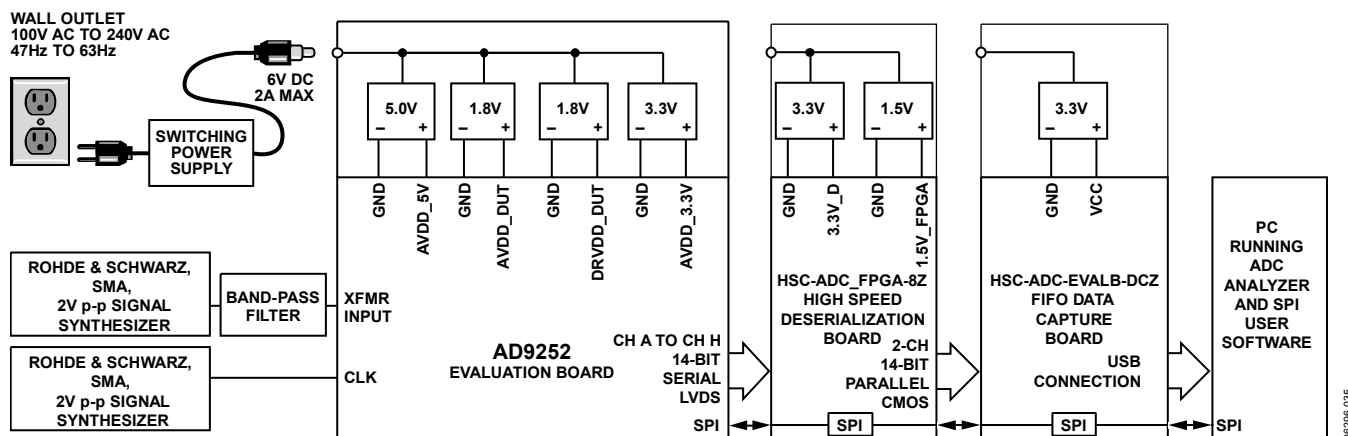 WALL OUTLET
100V AC TO 240V AC
47Hz TO 63Hz
6V DC
2A MAX
SWITCHING
POWER
SUPPLY
5.0V
– +
1.8V
– +
1.8V
– +
3.3V
– +
GND
AVDD_5V
GND
AVDD_DUT
GND
DRVDD_DUT
GND
AVDD_3.3V
3.3V
– +
1.5V
– +
GND
3.3V_D
GND
1.5V_FPGA
3.3V
– +
GND
VCC
ROHDE & SCHWARZ,
SMA,
2V p-p SIGNAL
SYNTHESIZER
BAND-PASS
FILTER
XFMR
INPUT
ROHDE & SCHWARZ,
SMA,
2V p-p SIGNAL
SYNTHESIZER
CLK
AD9252
EVALUATION BOARD
CH A TO CH H
14-BIT
SERIAL
LVDS
SPI
HSC-ADC_FPGA-8Z
HIGH SPEED
DESERIALIZATION
BOARD
2-CH
14-BIT
PARALLEL
CMOS
SPI
HSC-ADC-EVALB-DCZ
FIFO DATA
CAPTURE
BOARD
USB
CONNECTION
SPI
PC
RUNNING
ADC
ANALYZER
AND SPI
USER
SOFTWARE
SPI
06296-035